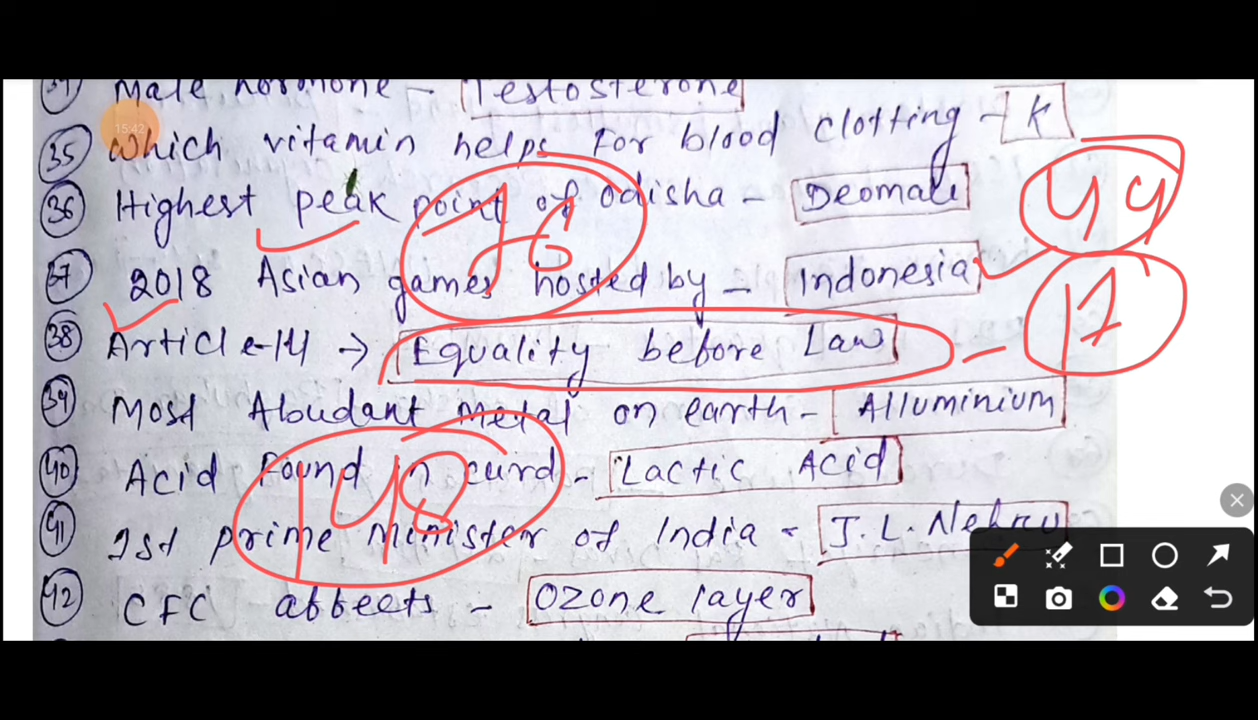 34 Male hormone - Testosterone
15:42
35 Which vitamin helps for blood clotting - K
36 Highest peak point of odisha - Deomali
37 2018 Asian games hosted by - Indonesia
38 Article-14 → Equality before Law - 17
39 Most Abudant Metal on earth - Alluminium
40 Acid Found in curd - Lactic Acid
41 1st prime Minister of India - J.L. Nehru
42 CFC affects - Ozone layer
76
44
148